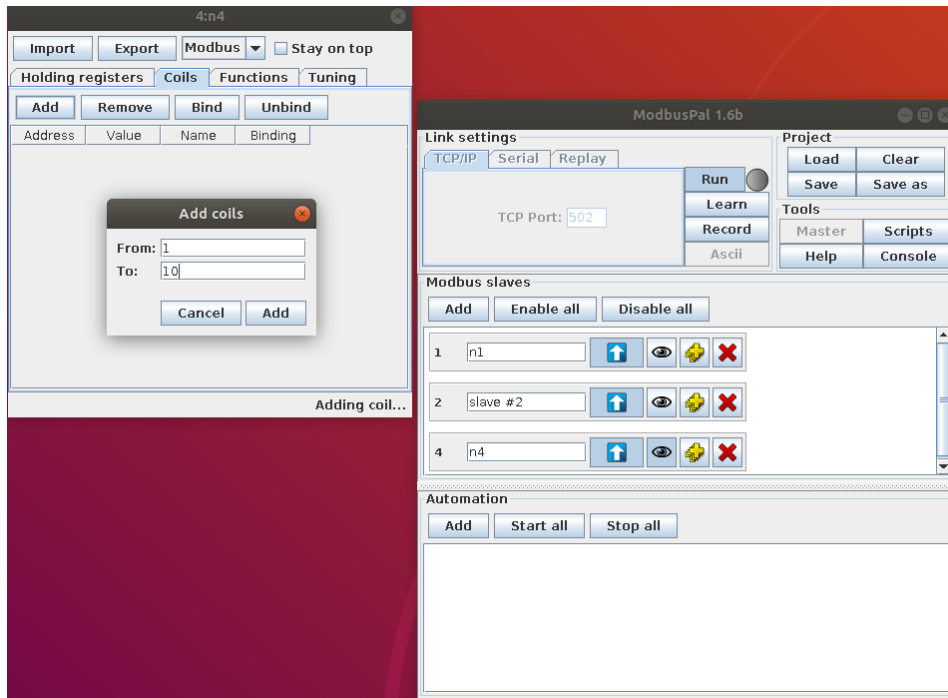 4:n4
Import Export Modbus Stay on top
Holding registers Coils Functions Tuning
Add Remove Bind Unbind
Address Value Name Binding
Add coils
From: 1
To: 10
Cancel Add
Adding coil...
ModbusPal 1.6b
Link settings
TCP/IP Serial Replay
TCP Port: 502
Run
Learn
Record
Ascii
Project
Load Clear
Save Save as
Tools
Master Scripts
Help Console
Modbus slaves
Add Enable all Disable all
1 n1
2 slave #2
4 n4
Automation
Add Start all Stop all